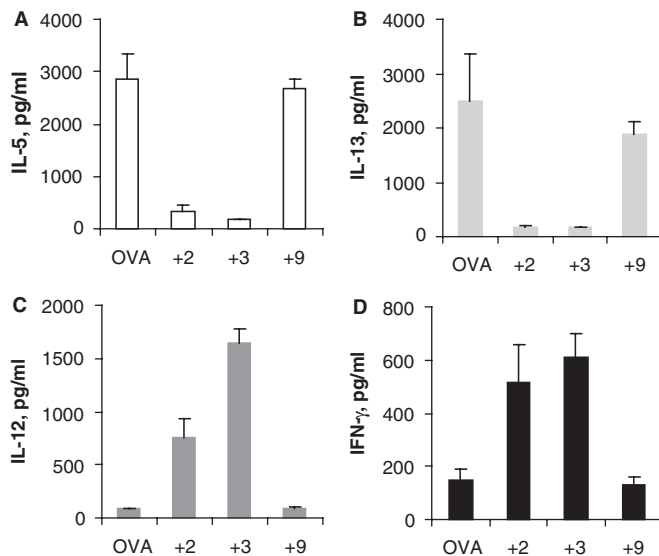 A
IL-5, pg/ml
4000
3000
2000
1000
0
OVA +2 +3 +9
B
IL-13, pg/ml
4000
3000
2000
1000
0
OVA +2 +3 +9
C
IL-12, pg/ml
2000
1500
1000
500
0
OVA +2 +3 +9
D
IFN-γ, pg/ml
800
600
400
200
0
OVA +2 +3 +9